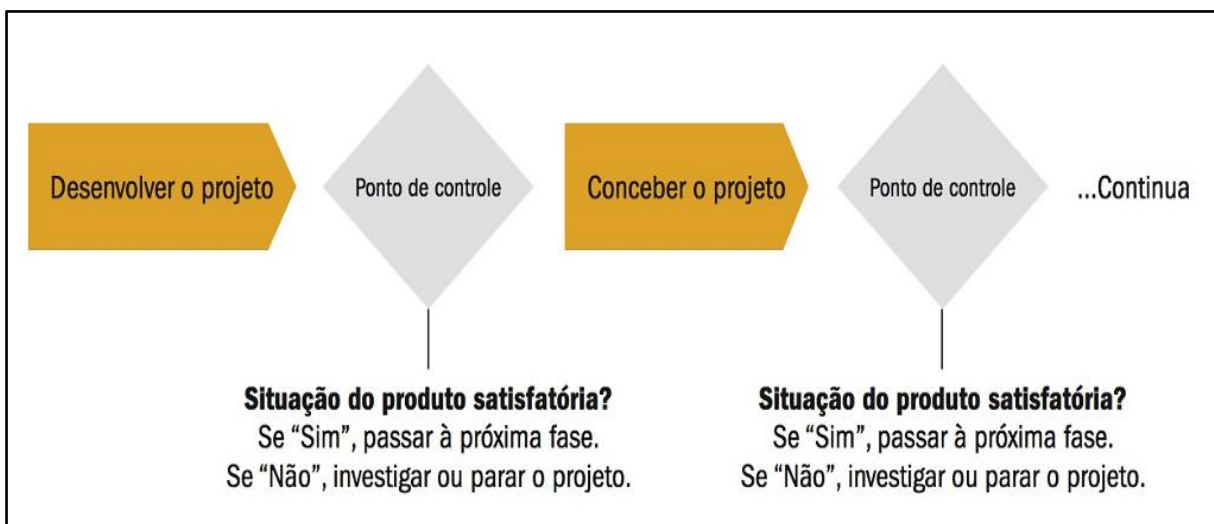 Desenvolver o projeto
Ponto de controle
Conceber o projeto
Ponto de controle
...Continua
Situação do produto satisfatória?
Se “Sim”, passar à próxima fase.
Se “Não”, investigar ou parar o projeto.
Situação do produto satisfatória?
Se “Sim”, passar à próxima fase.
Se “Não”, investigar ou parar o projeto.